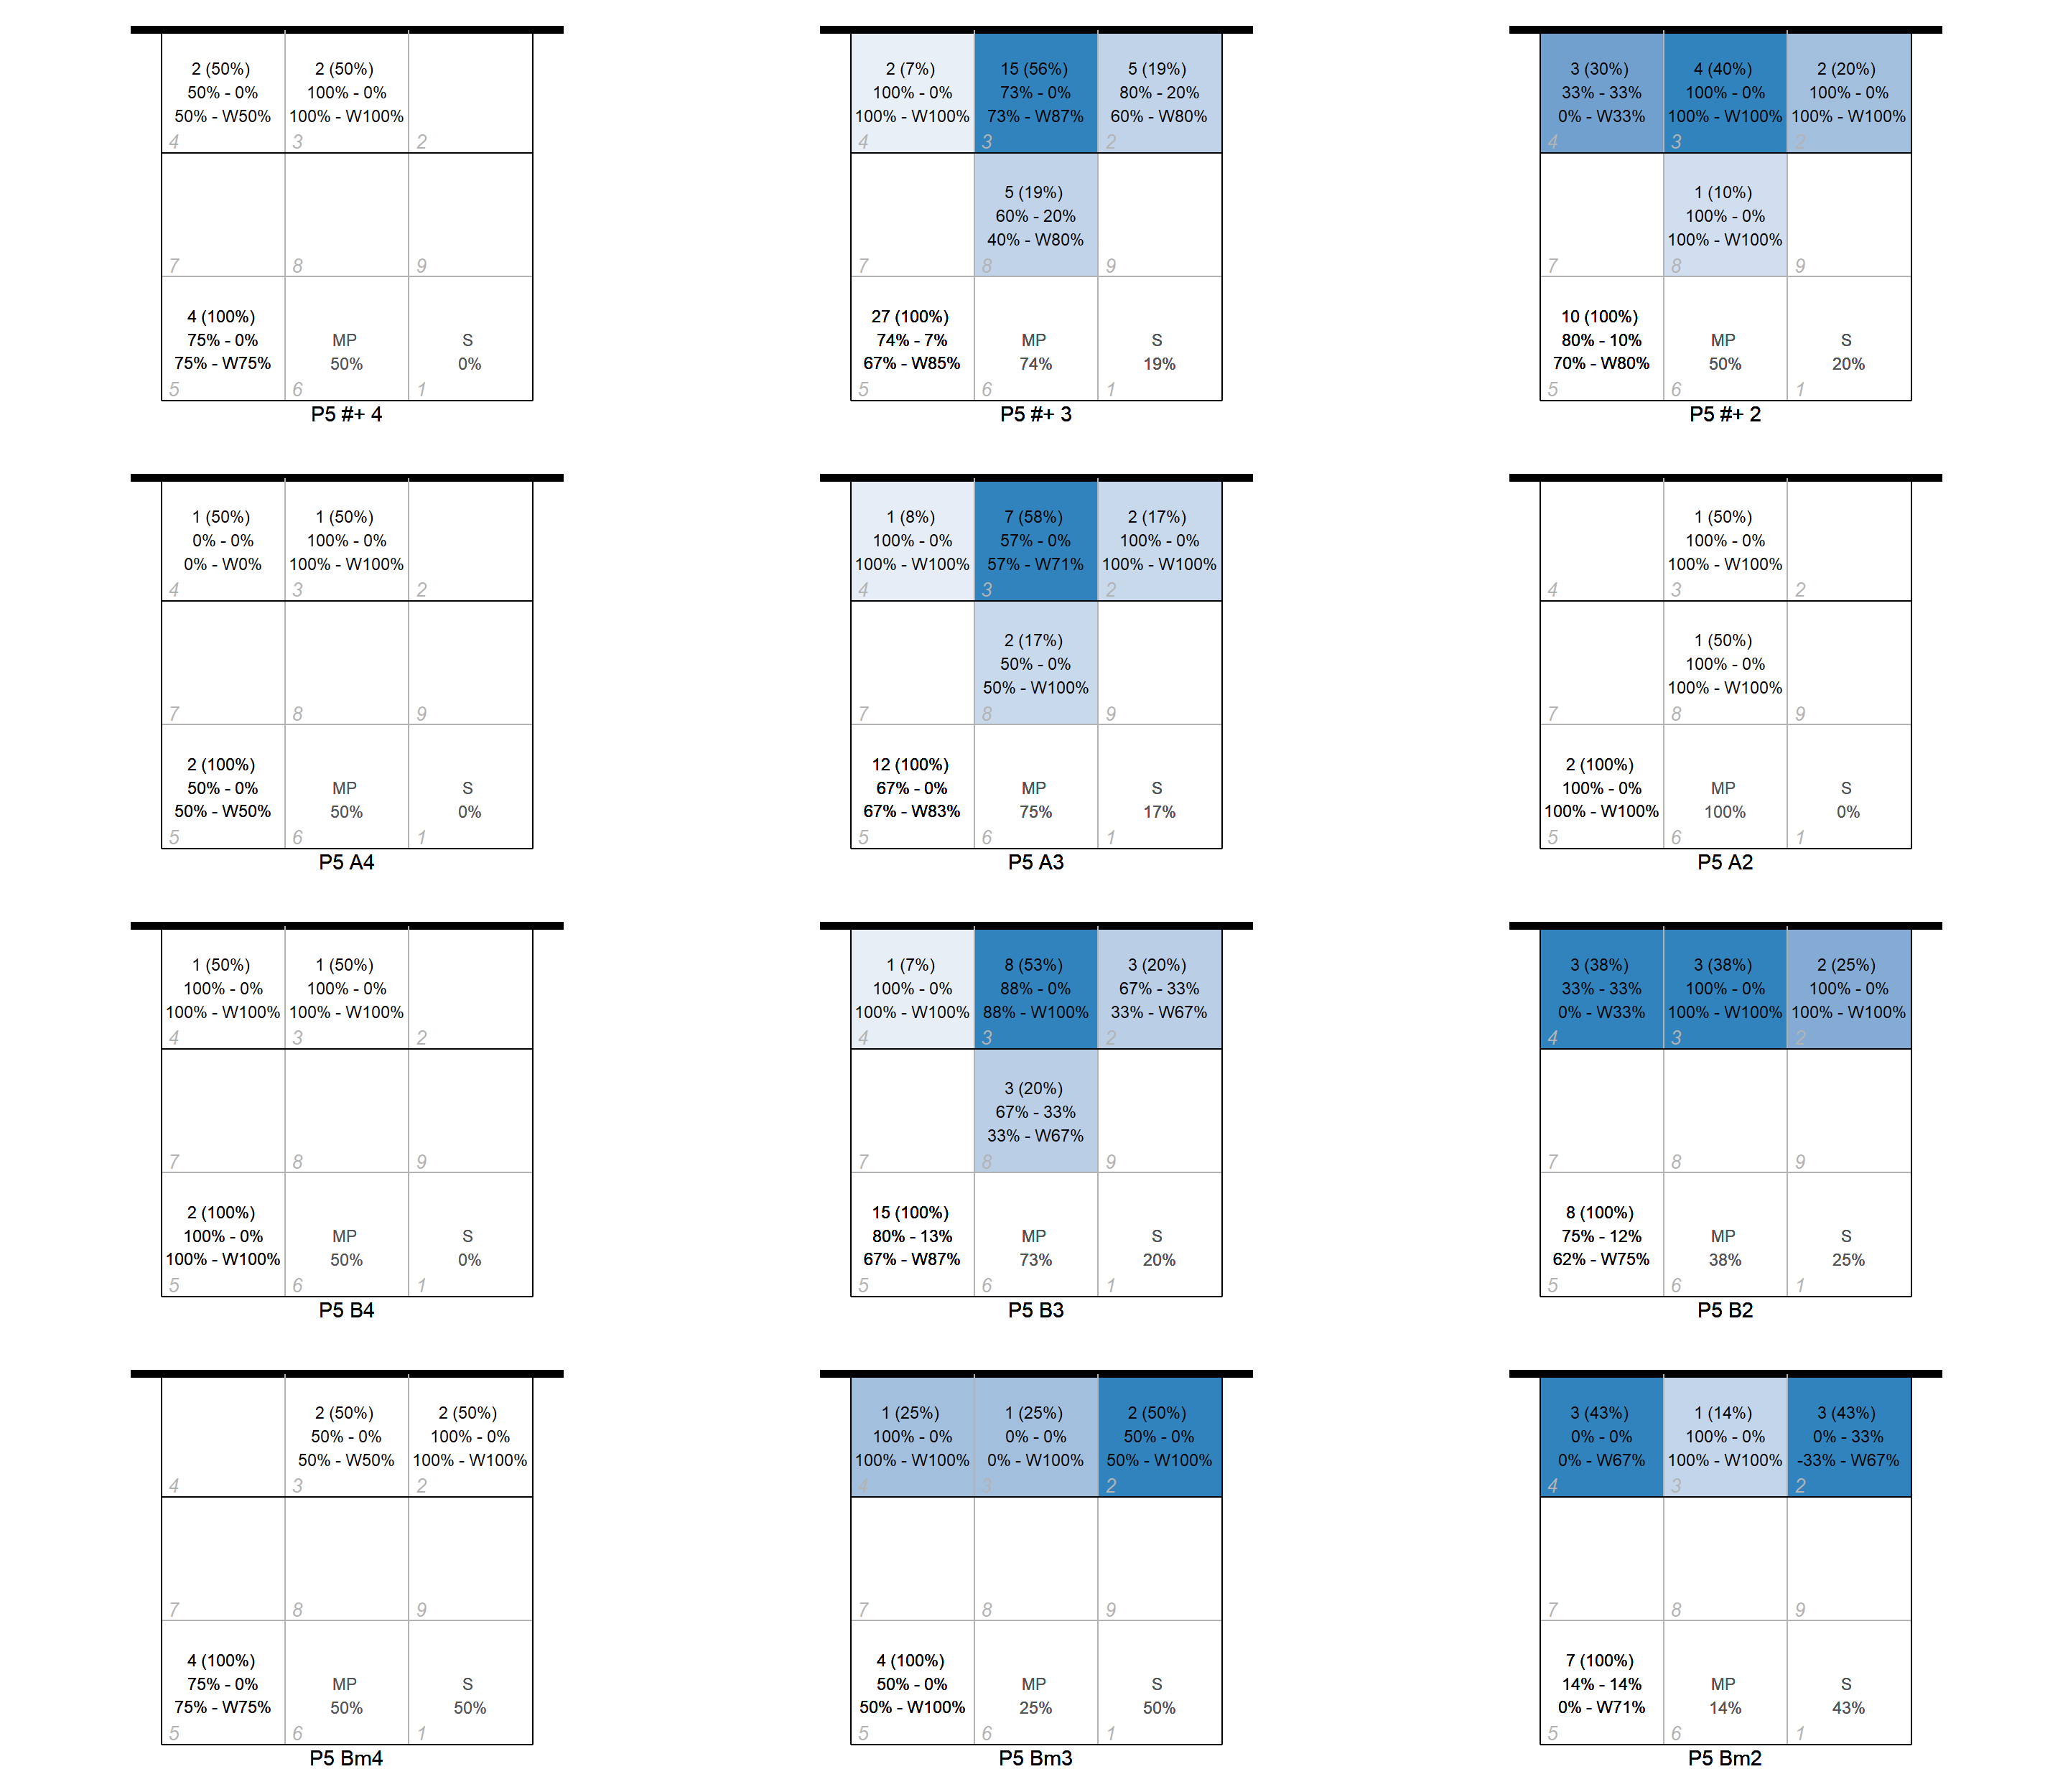 2 (50%) 2 (50%)
50% - 0% 100% - 0%
50% - W50% 100% - W100%
4 3 2
7 8 9
4 (100%)
75% - 0% MP S
75% - W75% 50% 0%
5 6 1
P5 #+ 4
2 (7%) 15 (56%) 5 (19%)
100% - 0% 73% - 0% 80% - 20%
100% - W100% 73% - W87% 60% - W80%
4 3 2
5 (19%)
60% - 20%
40% - W80%
7 8 9
27 (100%)
74% - 7% MP S
67% - W85% 74% 19%
5 6 1
P5 #+ 3
3 (30%) 4 (40%) 2 (20%)
33% - 33% 100% - 0% 100% - 0%
0% - W33% 100% - W100% 100% - W100%
4 3 2
1 (10%)
100% - 0%
100% - W100%
7 8 9
10 (100%)
80% - 10% MP S
70% - W80% 50% 20%
5 6 1
P5 #+ 2
1 (50%) 1 (50%)
0% - 0% 100% - 0%
0% - W0% 100% - W100%
4 3 2
7 8 9
2 (100%)
50% - 0% MP S
50% - W50% 50% 0%
5 6 1
P5 A4
1 (8%) 7 (58%) 2 (17%)
100% - 0% 57% - 0% 100% - 0%
100% - W100% 57% - W71% 100% - W100%
4 3 2
2 (17%)
50% - 0%
50% - W100%
7 8 9
12 (100%)
67% - 0% MP S
67% - W83% 75% 17%
5 6 1
P5 A3
1 (50%)
100% - 0%
100% - W100%
4 3 2
1 (50%)
100% - 0%
100% - W100%
7 8 9
2 (100%)
100% - 0% MP S
100% - W100% 100% 0%
5 6 1
P5 A2
1 (50%) 1 (50%)
100% - 0% 100% - 0%
100% - W100% 100% - W100%
4 3 2
7 8 9
2 (100%)
100% - 0% MP S
100% - W100% 50% 0%
5 6 1
P5 B4
1 (7%) 8 (53%) 3 (20%)
100% - 0% 88% - 0% 67% - 33%
100% - W100% 88% - W100% 33% - W67%
4 3 2
3 (20%)
67% - 33%
33% - W67%
7 8 9
15 (100%)
80% - 13% MP S
67% - W87% 73% 20%
5 6 1
P5 B3
3 (38%) 3 (38%) 2 (25%)
33% - 33% 100% - 0% 100% - 0%
0% - W33% 100% - W100% 100% - W100%
4 3 2
7 8 9
8 (100%)
75% - 12% MP S
62% - W75% 38% 25%
5 6 1
P5 B2
2 (50%) 2 (50%)
50% - 0% 100% - 0%
50% - W50% 100% - W100%
4 3 2
7 8 9
4 (100%)
75% - 0% MP S
75% - W75% 50% 50%
5 6 1
P5 Bm4
1 (25%) 1 (25%) 2 (50%)
100% - 0% 0% - 0% 50% - 0%
100% - W100% 0% - W100% 50% - W100%
4 3 2
7 8 9
4 (100%)
50% - 0% MP S
50% - W100% 25% 50%
5 6 1
P5 Bm3
3 (43%) 1 (14%) 3 (43%)
0% - 0% 100% - 0% 0% - 33%
0% - W67% 100% - W100% -33% - W67%
4 3 2
7 8 9
7 (100%)
14% - 14% MP S
0% - W71% 14% 43%
5 6 1
P5 Bm2